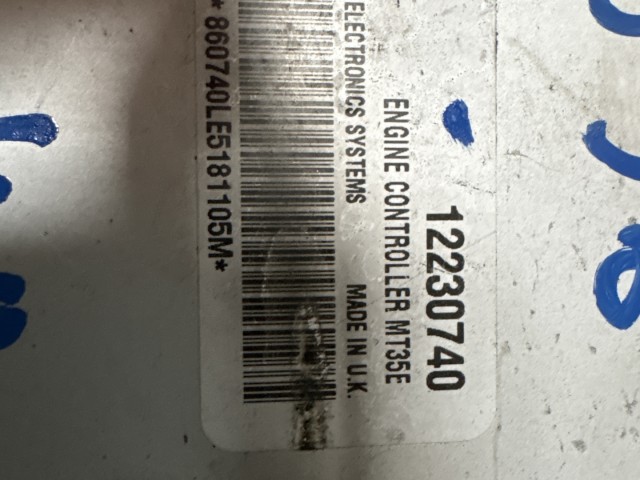 12230740
ENGINE CONTROLLER MT35E
ELECTRONICS SYSTEMS MADE IN U.K.
* 860740LE5181105M*